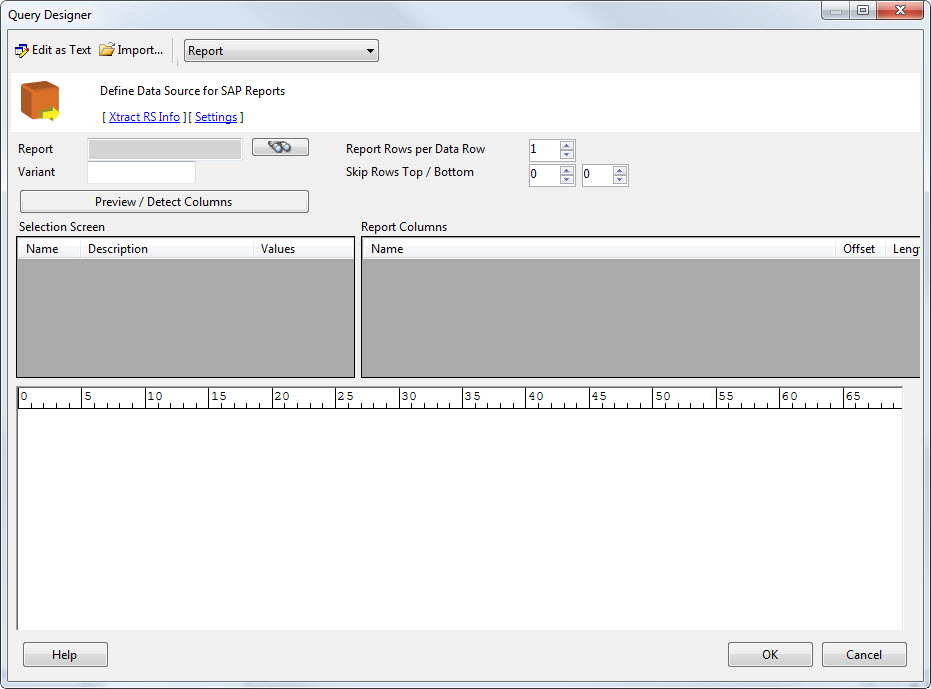 Query Designer
Edit as Text Import... Report
Define Data Source for SAP Reports
[ Xtract RS Info ] [ Settings ]
Report Report Rows per Data Row 1
Variant Skip Rows Top / Bottom 0 0
Preview / Detect Columns
Selection Screen Report Columns
Name Description Values Name Offset Leng
0 5 10 15 20 25 30 35 40 45 50 55 60 65
Help OK Cancel